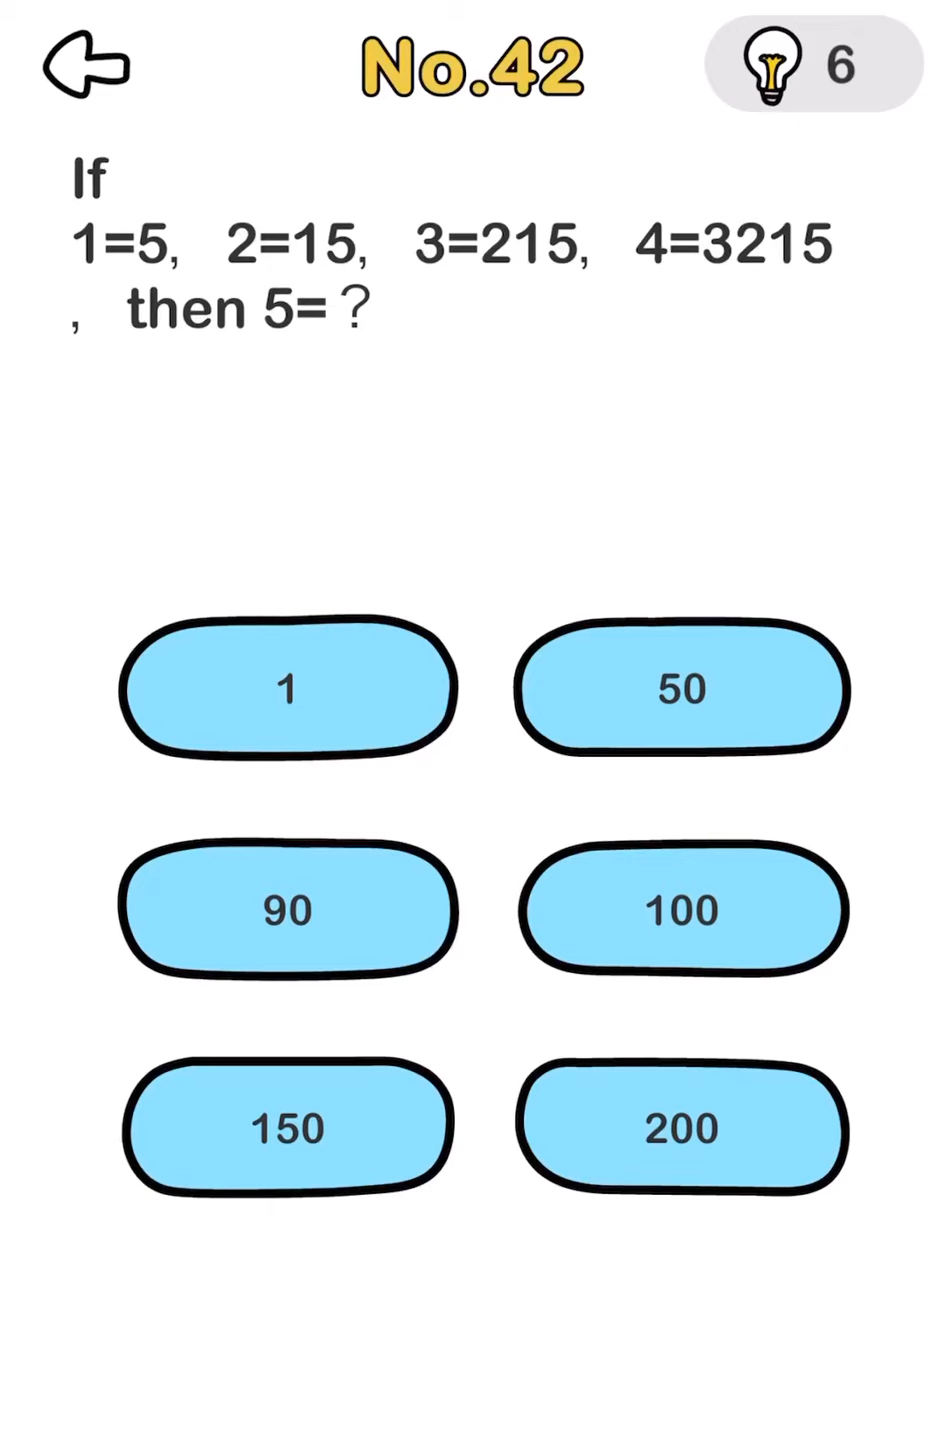 No.42
6
If
1=5, 2=15, 3=215, 4=3215
, then 5=?
1
50
90
100
150
200